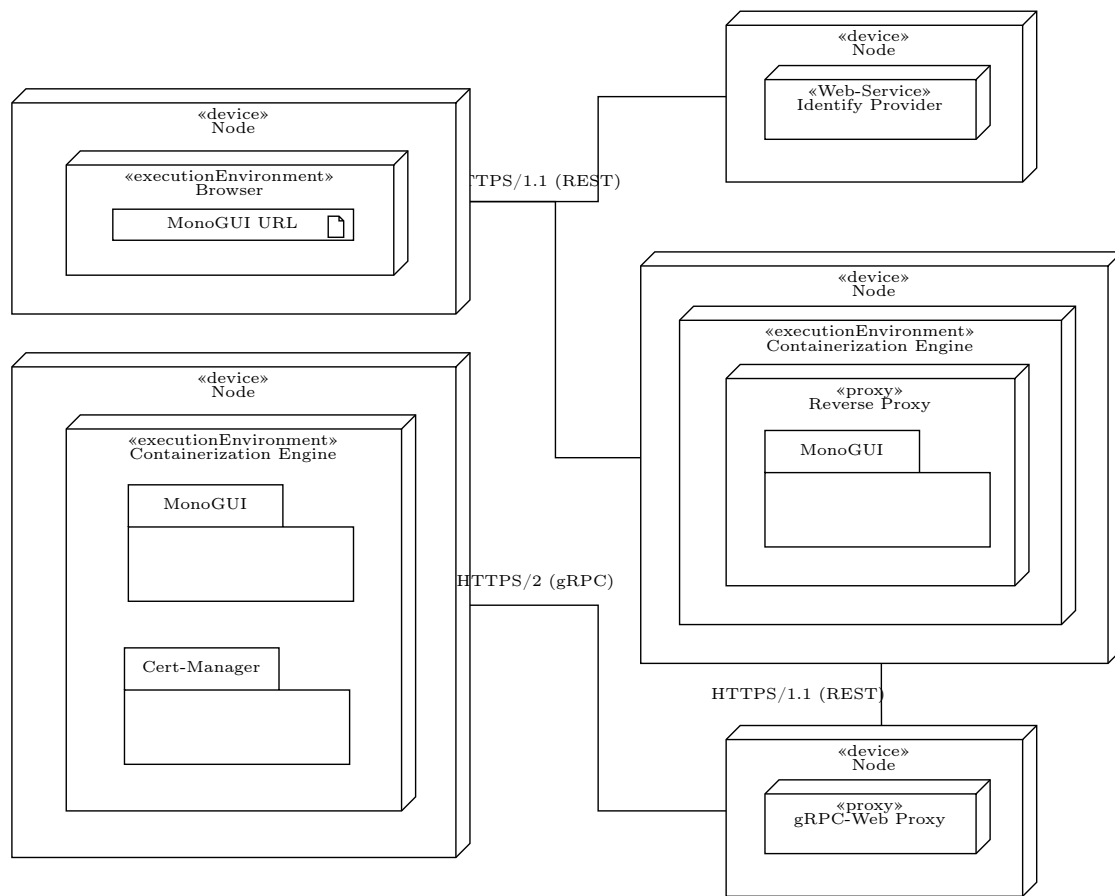 «device»
Node
«Web-Service»
Identify Provider
«device»
Node
«executionEnvironment»
Browser
MonoGUI URL
TTPS/1.1 (REST)
«device»
Node
«executionEnvironment»
Containerization Engine
«proxy»
Reverse Proxy
MonoGUI
«device»
Node
«executionEnvironment»
Containerization Engine
MonoGUI
Cert-Manager
HTTPS/2 (gRPC)
HTTPS/1.1 (REST)
«device»
Node
«proxy»
gRPC-Web Proxy